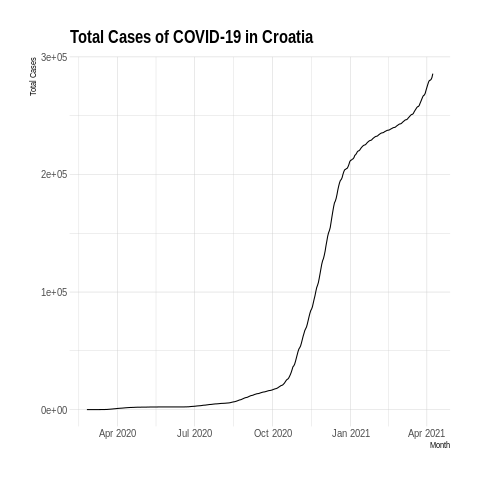 Total Cases of COVID-19 in Croatia
Total Cases
3e+05
2e+05
1e+05
0e+00
Apr 2020 Jul 2020 Oct 2020 Jan 2021 Apr 2021
Month